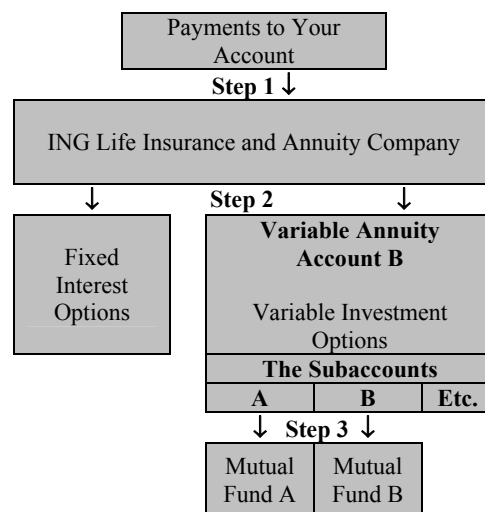 Payments to Your
Account
Step 1 ↓
ING Life Insurance and Annuity Company
↓ Step 2 ↓
Fixed
Interest
Options
Variable Annuity
Account B
Variable Investment
Options
The Subaccounts
A B Etc.
↓ Step 3 ↓
Mutual
Fund A
Mutual
Fund B